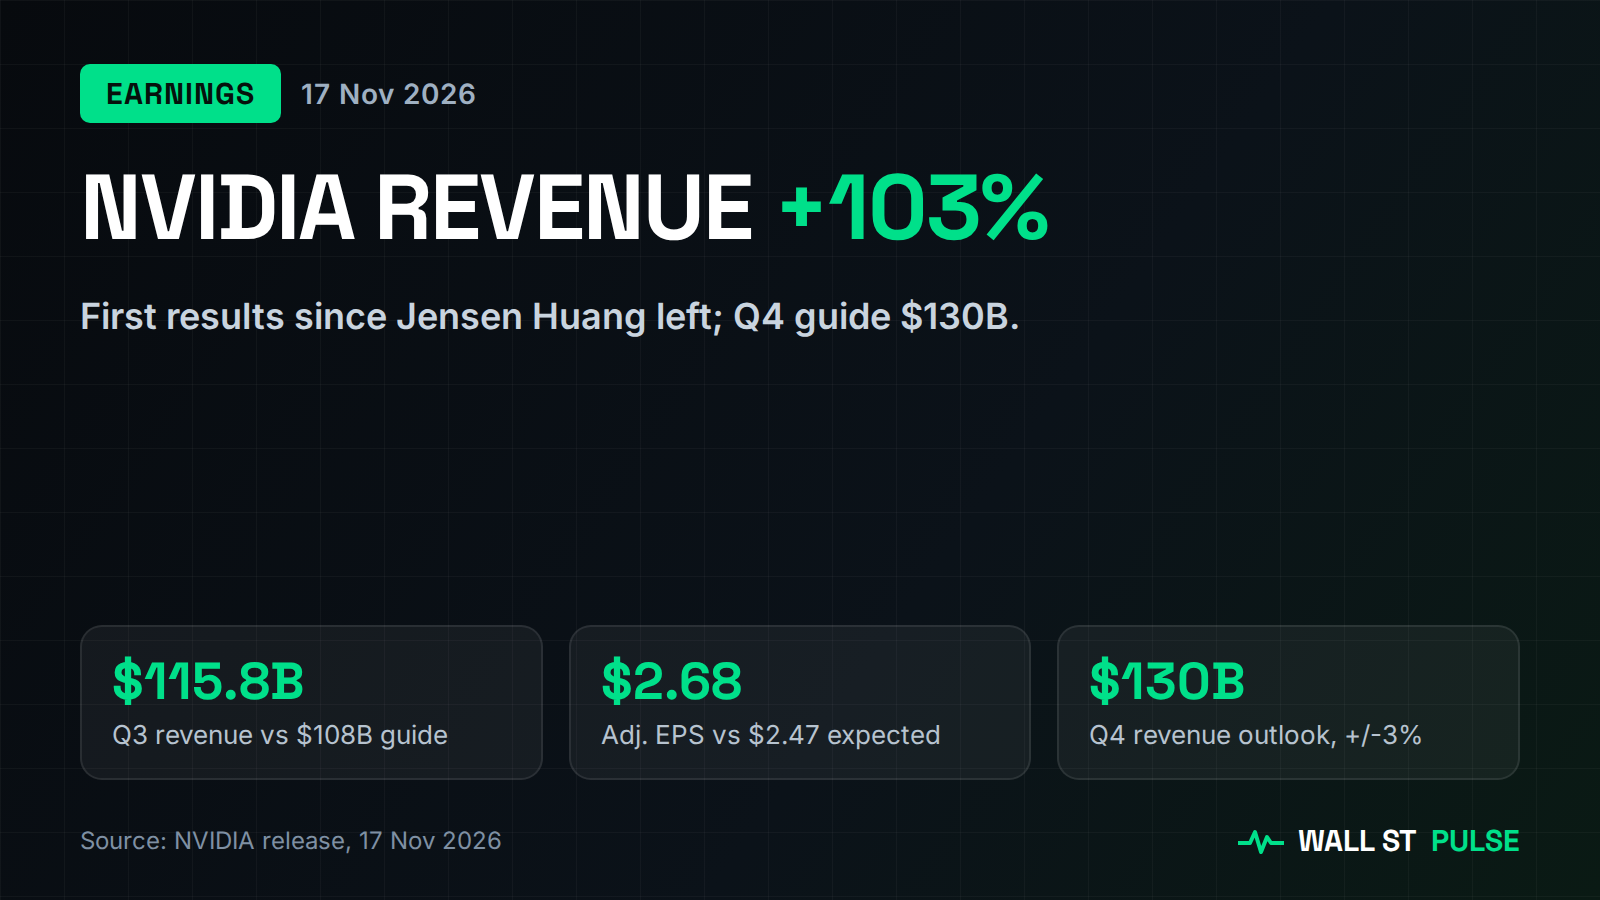 EARNINGS 17 Nov 2026
NVIDIA REVENUE +103%
First results since Jensen Huang left; Q4 guide $130B.
$115.8B
Q3 revenue vs $108B guide
$2.68
Adj. EPS vs $2.47 expected
$130B
Q4 revenue outlook, +/-3%
Source: NVIDIA release, 17 Nov 2026
WALL ST PULSE